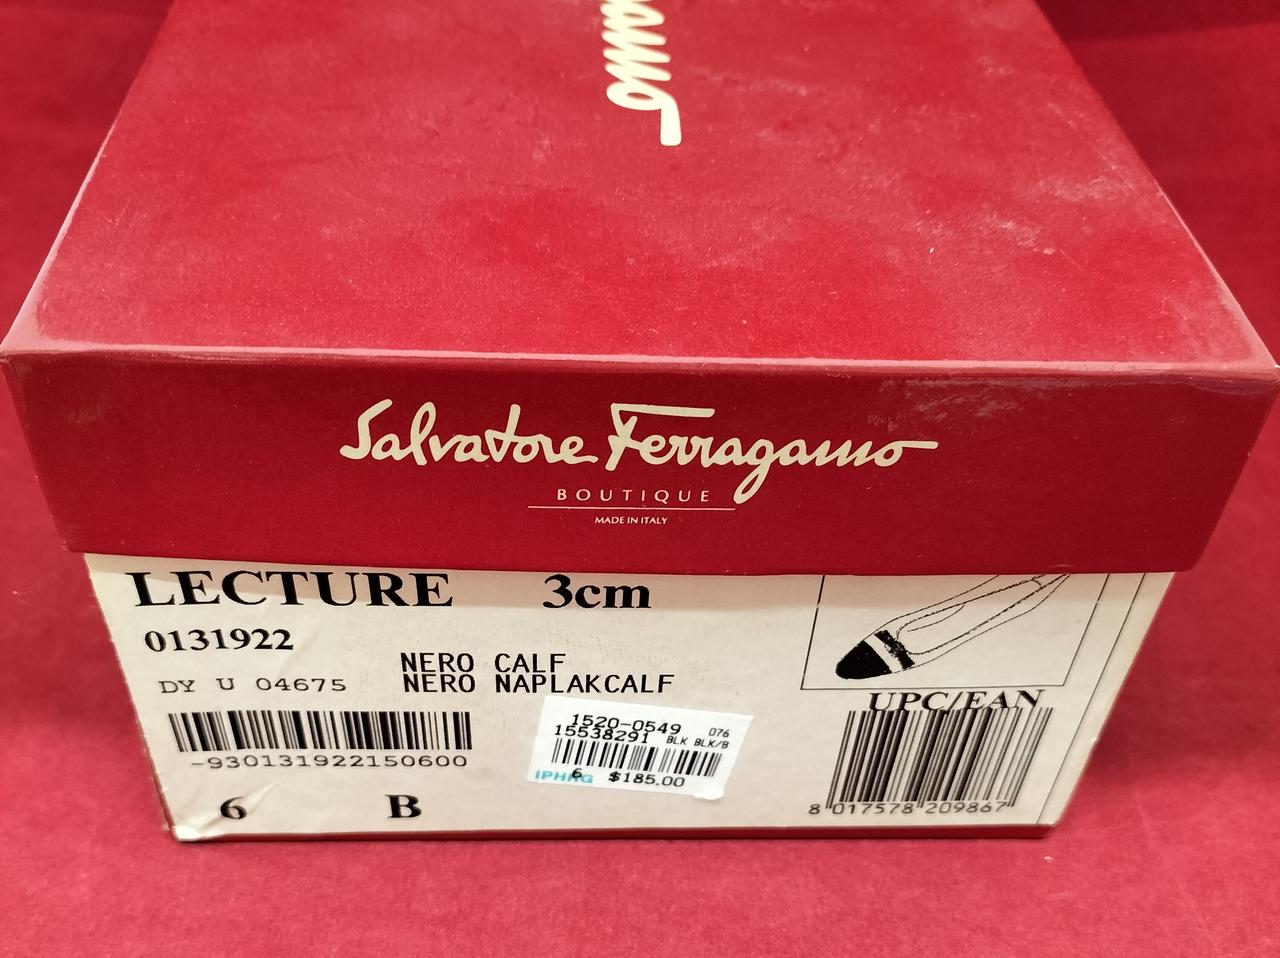 amo
Salvatore Ferragamo
BOUTIQUE
MADE IN ITALY
LECTURE 3cm
0131922
NERO CALF
DY U 04675 NERO NAPLAKCALF
UPC/EAN
1520-0549 076
15538291 BLK BLK/B
6 $185.00
-930131922150600
8 017578 209867
6 B